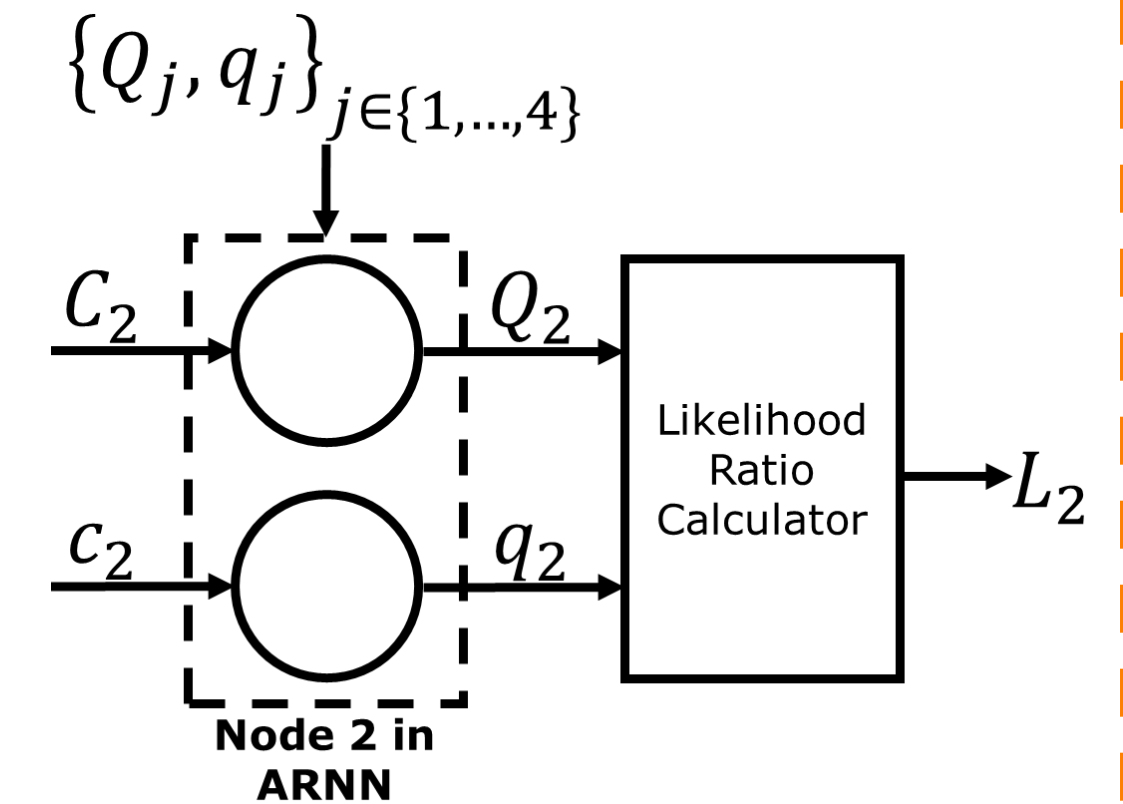 {Q_j, q_j}_{j∈{1,...,4}}
C_2
Q_2
Likelihood
Ratio
Calculator
L_2
c_2
q_2
Node 2 in
ARNN